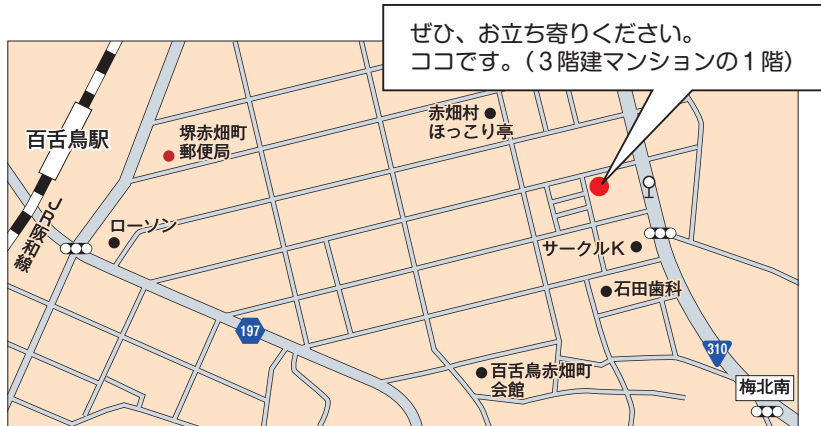 ぜひ、お立ち寄りください。
ココです。（３階建マンションの１階）
百舌鳥駅
ＪＲ阪和線
堺赤畑町
郵便局
赤畑村
ほっこり亭
ローソン
サークルＫ
石田歯科
197
310
百舌鳥赤畑町
会館
梅北南